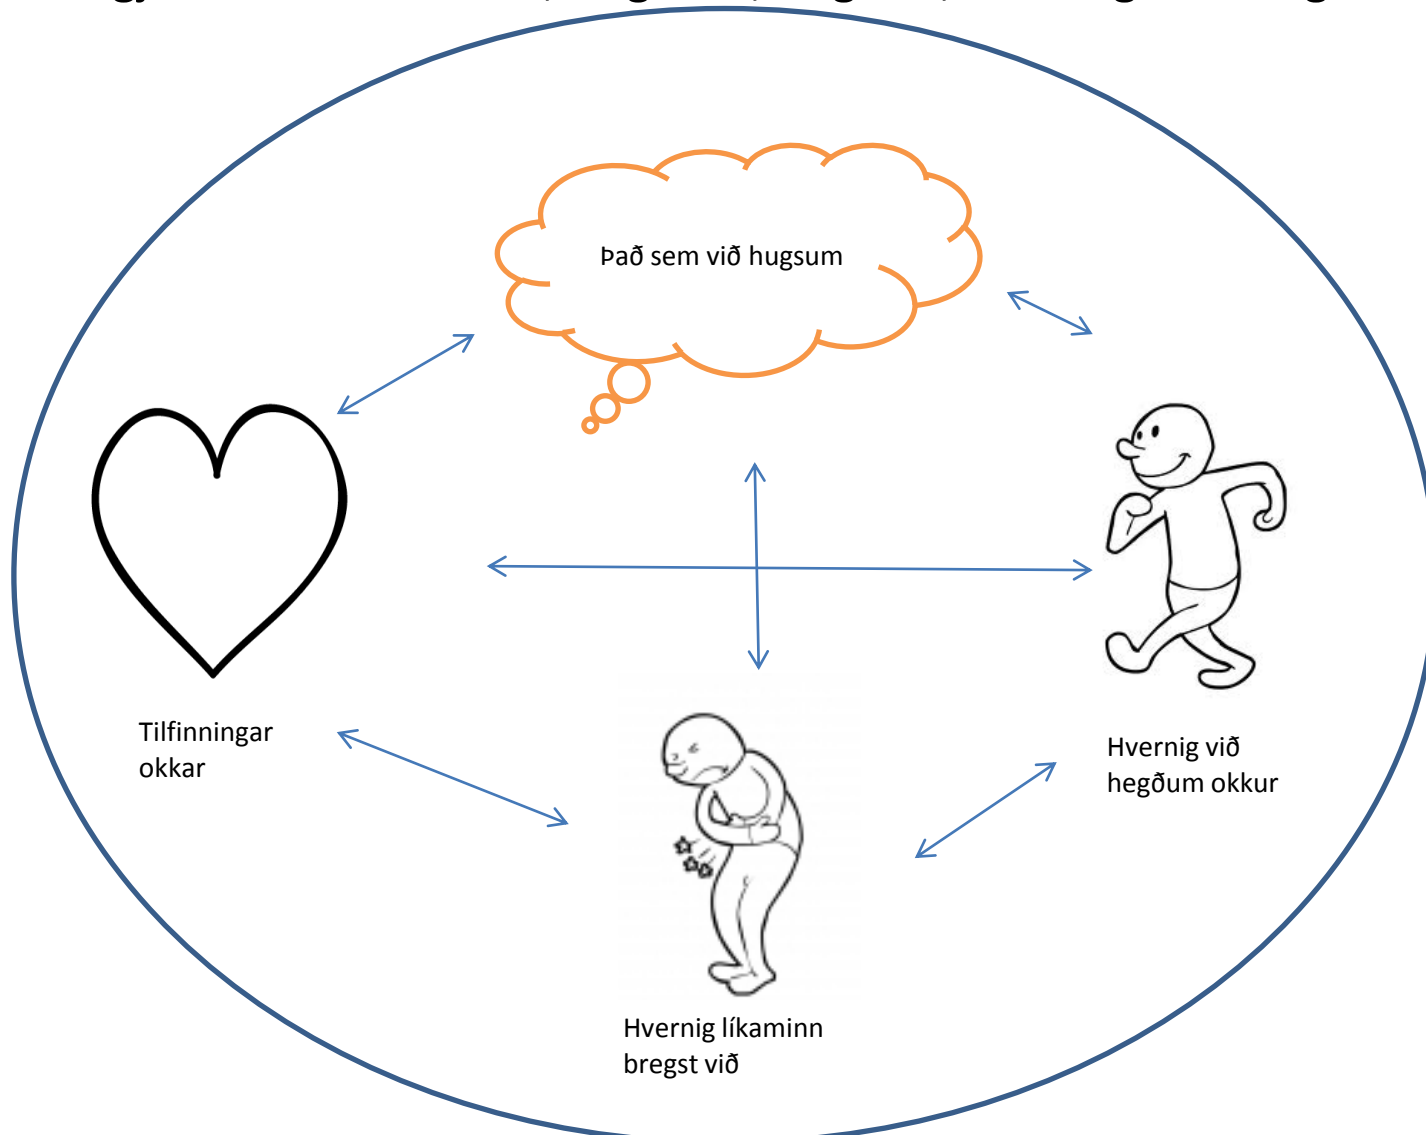 Það sem við hugsum
Tilfinningar
okkar
Hvernig við
hegðum okkur
Hvernig líkaminn
bregst við